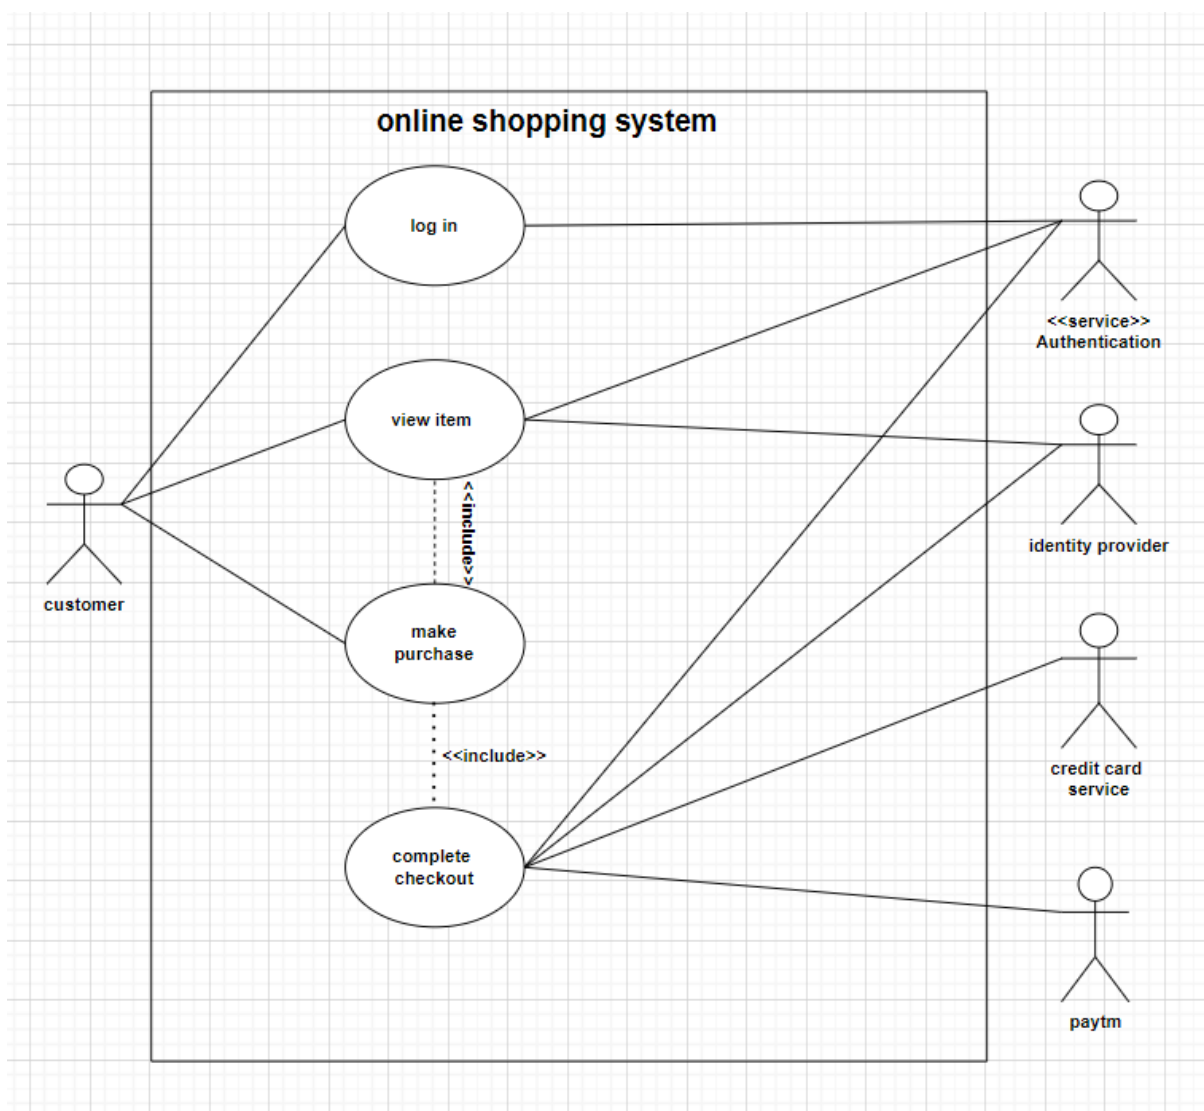 online shopping system
log in
<<service>>
Authentication
view item
<<include>>
identity provider
customer
make
purchase
<<include>>
credit card
service
complete
checkout
paytm